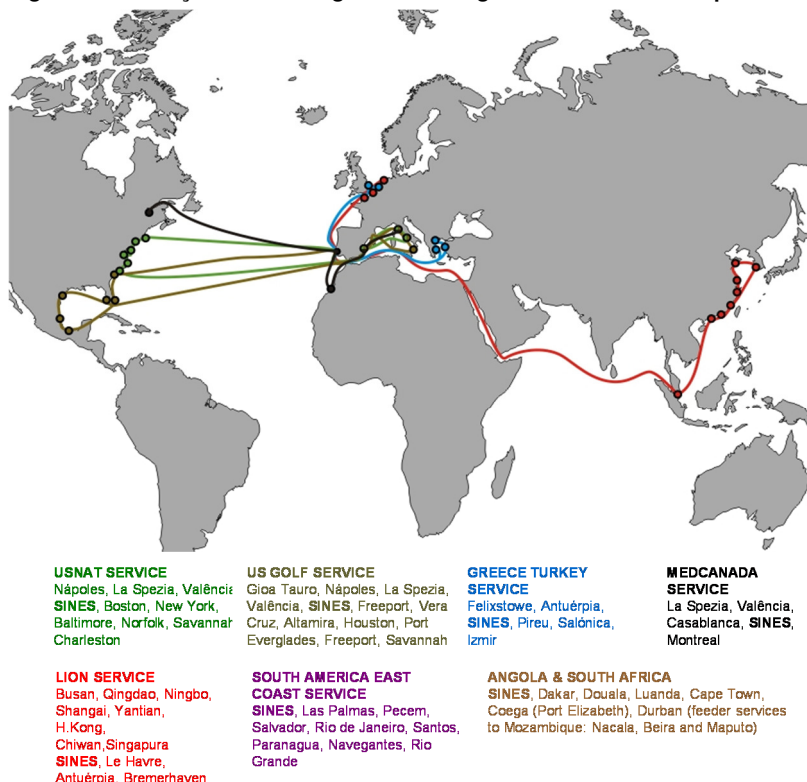 USNAT SERVICE
Nápoles, La Spezia, Valência
SINES, Boston, New York,
Baltimore, Norfolk, Savannah
Charleston
US GOLF SERVICE
Gioa Tauro, Nápoles, La Spezia,
Valência, SINES, Freeport, Vera
Cruz, Altamira, Houston, Port
Everglades, Freeport, Savannah
GREECE TURKEY
SERVICE
Felixstowe, Antuérpia,
SINES, Pireu, Salónica,
Izmir
MEDCANADA
SERVICE
La Spezia, Valência,
Casablanca, SINES,
Montreal
LION SERVICE
Busan, Qingdao, Ningbo,
Shangai, Yantian,
H.Kong,
Chiwan,Singapura
SINES, Le Havre,
Antuérpia, Bremerhaven
SOUTH AMERICA EAST
COAST SERVICE
SINES, Las Palmas, Pecem,
Salvador, Rio de Janeiro, Santos,
Paranagua, Navegantes, Rio
Grande
ANGOLA & SOUTH AFRICA
SINES, Dakar, Douala, Luanda, Cape Town,
Coega (Port Elizabeth), Durban (feeder services
to Mozambique: Nacala, Beira and Maputo)